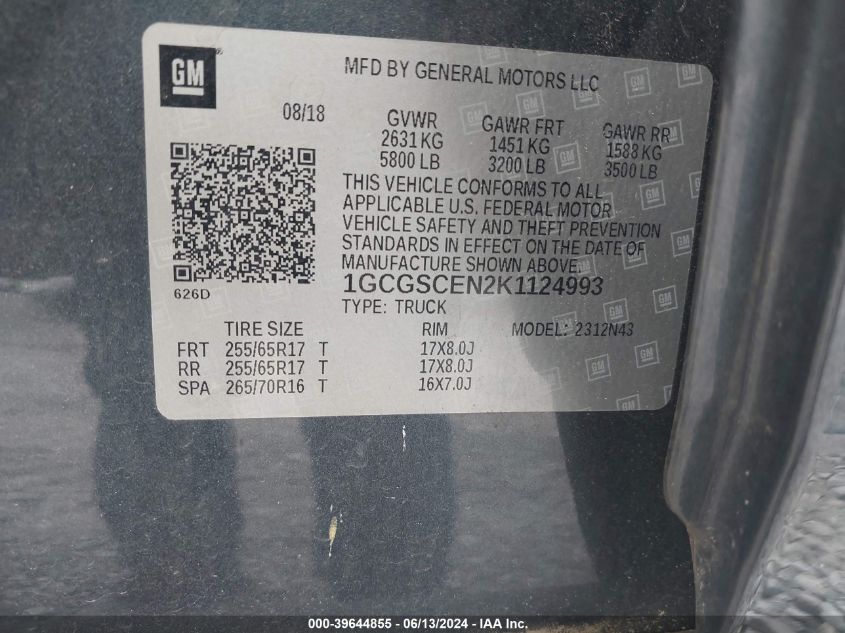 GM
MFD BY GENERAL MOTORS LLC
08/18
GVWR GAWR FRT GAWR RR
2631 KG 1451 KG 1588 KG
5800 LB 3200 LB 3500 LB
THIS VEHICLE CONFORMS TO ALL
APPLICABLE U.S. FEDERAL MOTOR
VEHICLE SAFETY AND THEFT PREVENTION
STANDARDS IN EFFECT ON THE DATE OF
MANUFACTURE SHOWN ABOVE.
626D
1GCGSCEN2K1124993
TYPE: TRUCK
TIRE SIZE RIM MODEL: 2312N43
FRT 255/65R17 T 17X8.0J
RR 255/65R17 T 17X8.0J
SPA 265/70R16 T 16X7.0J
000-39644855 - 06/13/2024 - IAA Inc.